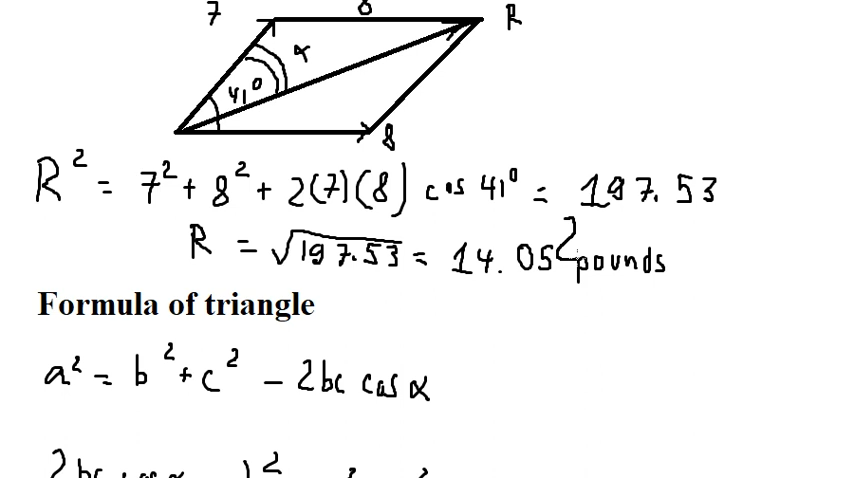 7 8 R
α
41°
8
R² = 7² + 8² + 2(7)(8) cos 41° = 197.53
R = √197.53 = 14.05 pounds
Formula of triangle
a² = b² + c² - 2bc cos α